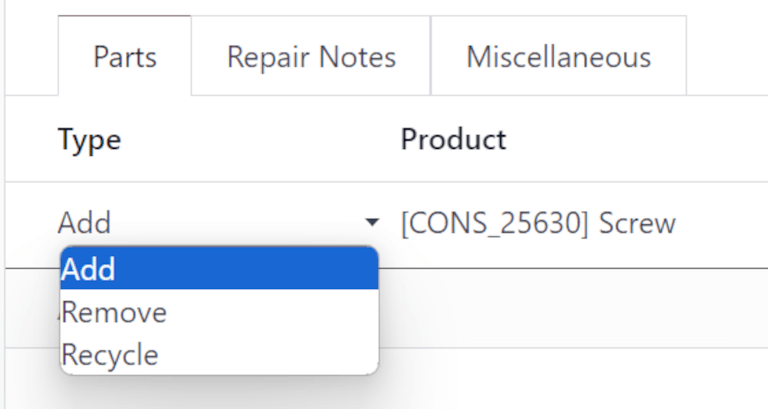 Parts Repair Notes Miscellaneous
Type Product
Add [CONS_25630] Screw
Add
Remove
Recycle